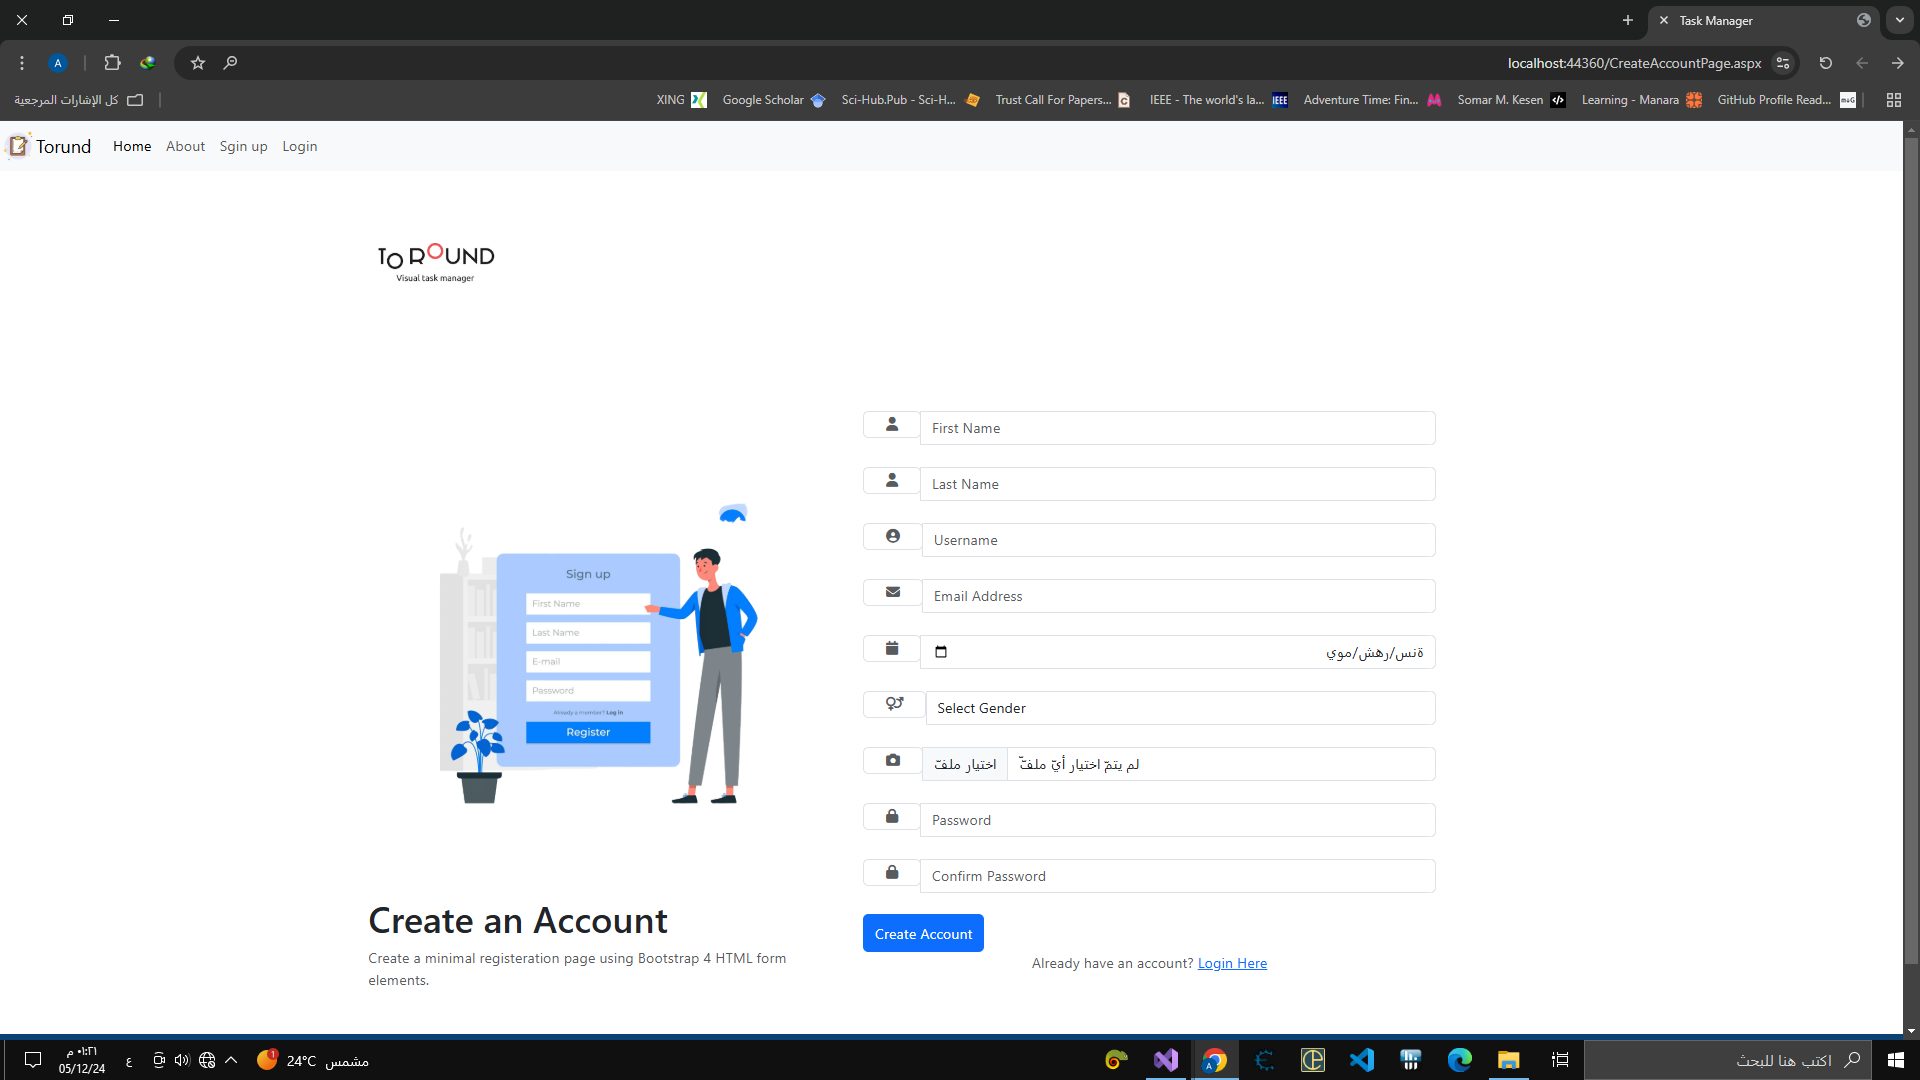 Task Manager
localhost:44360/CreateAccountPage.aspx
A
كل الإشارات المرجعية
XING
Google Scholar
Sci-Hub.Pub - Sci-H...
Trust Call For Papers...
IEEE - The world's la...
IEEE
Adventure Time: Fin...
Somar M. Kesen
Learning - Manara
GitHub Profile Read...
Torund
Home
About
Sgin up
Login
TO ROUND
Visual task manager
First Name
Last Name
Username
Email Address
ةنس/رهش/موي
Select Gender
اختيار ملفّ
لم يتمّ اختيار أيّ ملفّ
Password
Confirm Password
Create Account
Already have an account? Login Here
Sign up
First Name
Last Name
E-mail
Password
Already a member? Log in
Register
Create an Account
Create a minimal registeration page using Bootstrap 4 HTML form
elements.
٠١:٢١ م
05/12/24
ع
1
24°C
مشمس
A
اكتب هنا للبحث